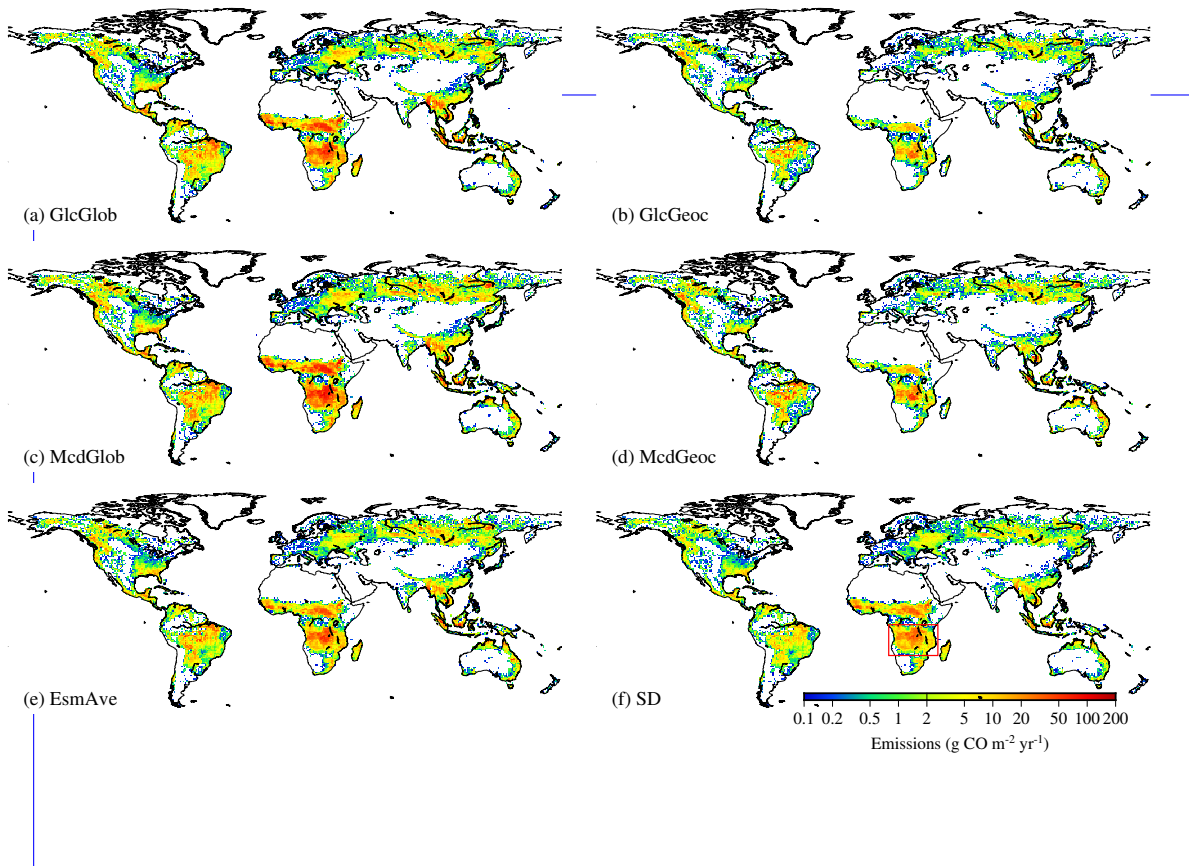 (a) GlcGlob
(b) GlcGeoc
(c) McdGlob
(d) McdGeoc
(e) EsmAve
(f) SD
0.1 0.2 0.5 1 2 5 10 20 50 100 200
Emissions (g CO m⁻² yr⁻¹)